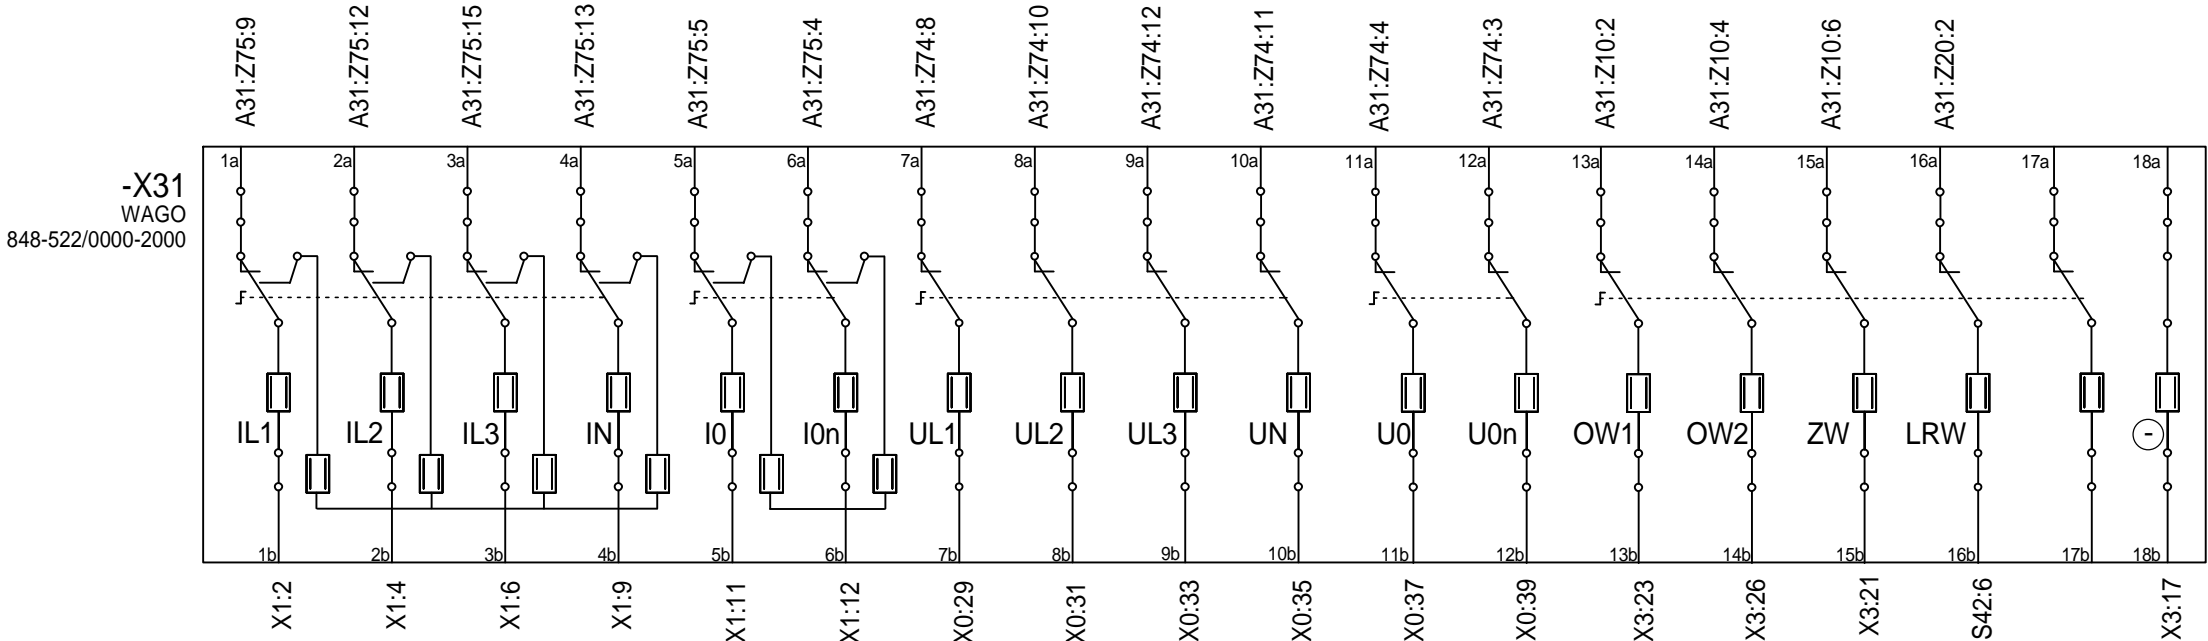 A31:Z75:9
A31:Z75:12
A31:Z75:15
A31:Z75:13
A31:Z75:5
A31:Z75:4
A31:Z74:8
A31:Z74:10
A31:Z74:12
A31:Z74:11
A31:Z74:4
A31:Z74:3
A31:Z10:2
A31:Z10:4
A31:Z10:6
A31:Z20:2
1a
2a
3a
4a
5a
6a
7a
8a
9a
10a
11a
12a
13a
14a
15a
16a
17a
18a
-X31
WAGO
848-522/0000-2000
IL1
IL2
IL3
IN
I0
I0n
UL1
UL2
UL3
UN
U0
U0n
OW1
OW2
ZW
LRW
-
1b
2b
3b
4b
5b
6b
7b
8b
9b
10b
11b
12b
13b
14b
15b
16b
17b
18b
X1:2
X1:4
X1:6
X1:9
X1:11
X1:12
X0:29
X0:31
X0:33
X0:35
X0:37
X0:39
X3:23
X3:26
X3:21
S42:6
X3:17